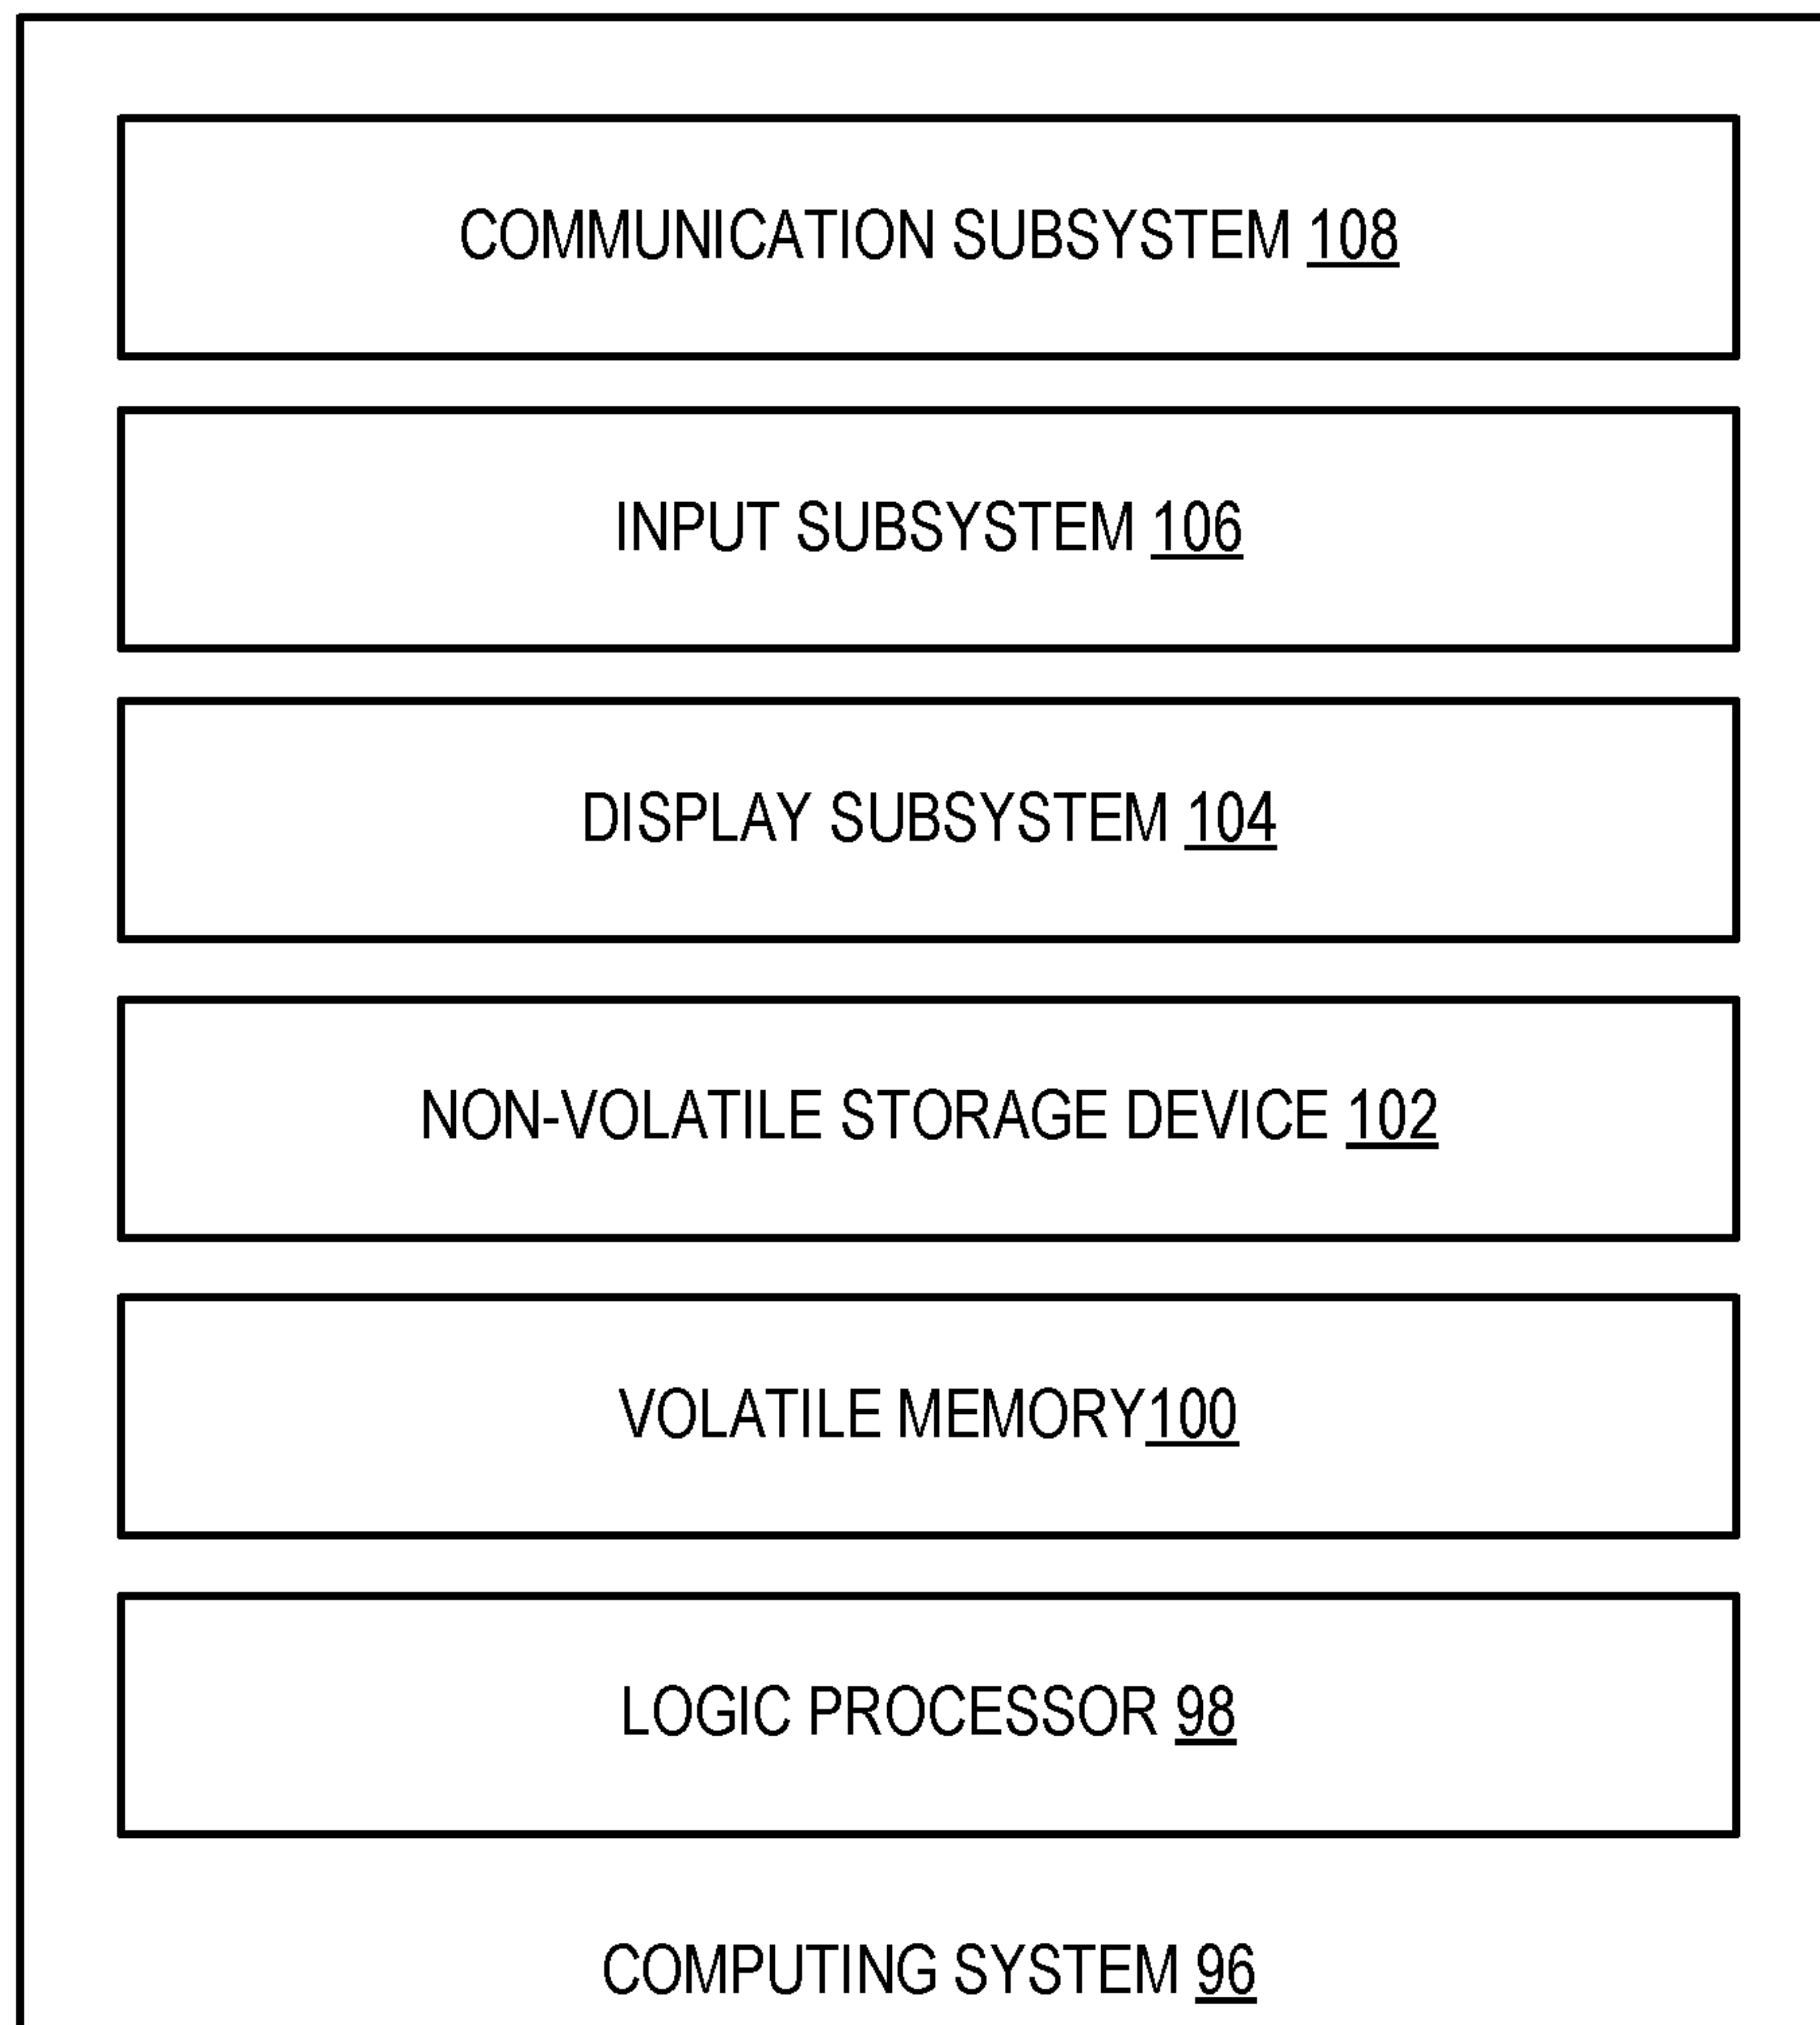 COMMUNICATION SUBSYSTEM 108
INPUT SUBSYSTEM 106
DISPLAY SUBSYSTEM 104
NON-VOLATILE STORAGE DEVICE 102
VOLATILE MEMORY100
LOGIC PROCESSOR 98
COMPUTING SYSTEM 96